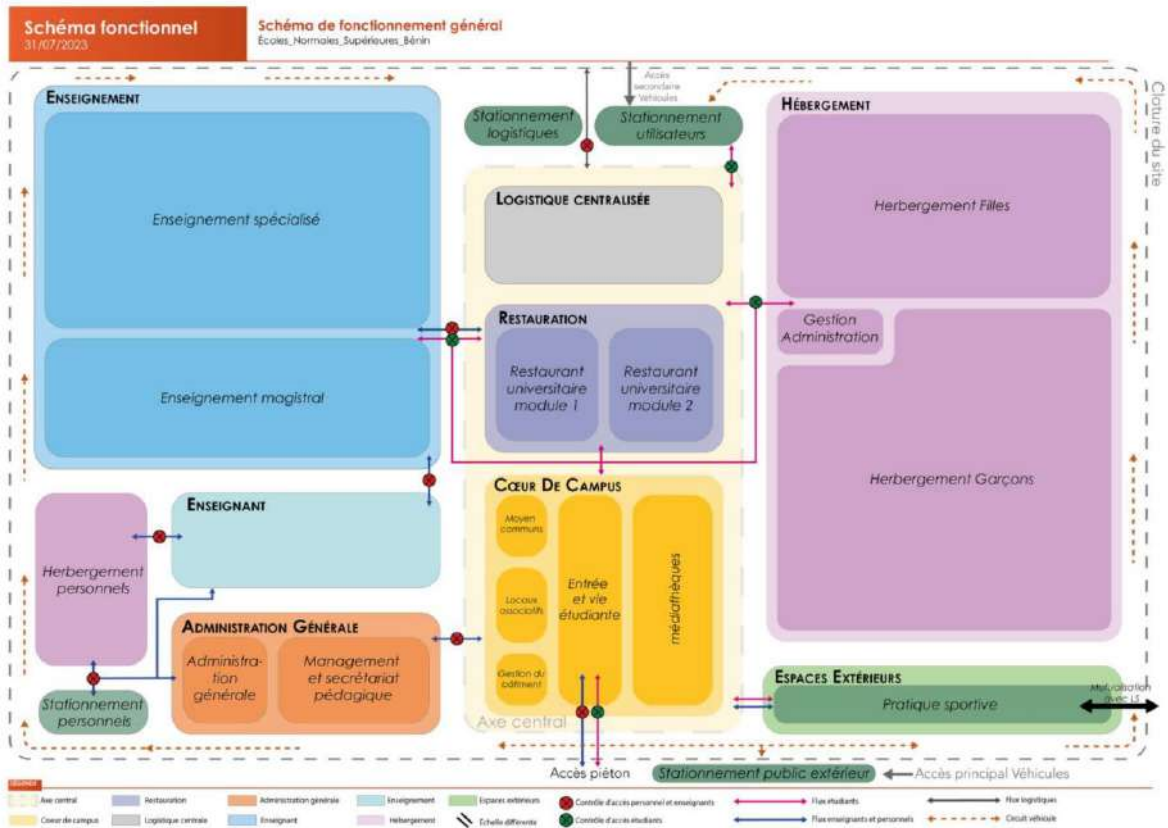 Schéma fonctionnel
31/07/2023
Schéma de fonctionnement général
Écoles_Normales_Supérieures_Bénin
Accès
secondaire
Véhicules
Cloture du site
ENSEIGNEMENT
Enseignement spécialisé
Enseignement magistral
Stationnement
logistiques
Stationnement
utilisateurs
LOGISTIQUE CENTRALISÉE
HÉBERGEMENT
Herbergement Filles
Gestion
Administration
Herbergement Garçons
RESTAURATION
Restaurant
universitaire
module 1
Restaurant
universitaire
module 2
CŒUR DE CAMPUS
Moyen
communs
Locaux
associatifs
Gestion du
bâtiment
Entrée
et vie
étudiante
médiathèques
Axe central
ENSEIGNANT
Herbergement
personnels
Stationnement
personnels
ADMINISTRATION GÉNÉRALE
Administra-
tion
générale
Management
et secrétariat
pédagogique
ESPACES EXTÉRIEURS
Pratique sportive
Mutualisation
avec LS
Accès piéton
Stationnement public extérieur
Accès principal Véhicules
LÉGENDE
Axe central
Restauration
Administration générale
Enseignement
Espaces extérieurs
Contrôle d'accès personnel et enseignants
Flux étudiants
Flux logistiques
Coeur de campus
Logistique centrale
Enseignant
Hébergement
Échelle différente
Contrôle d'accès étudiants
Flux enseignants et personnels
Circuit véhicule